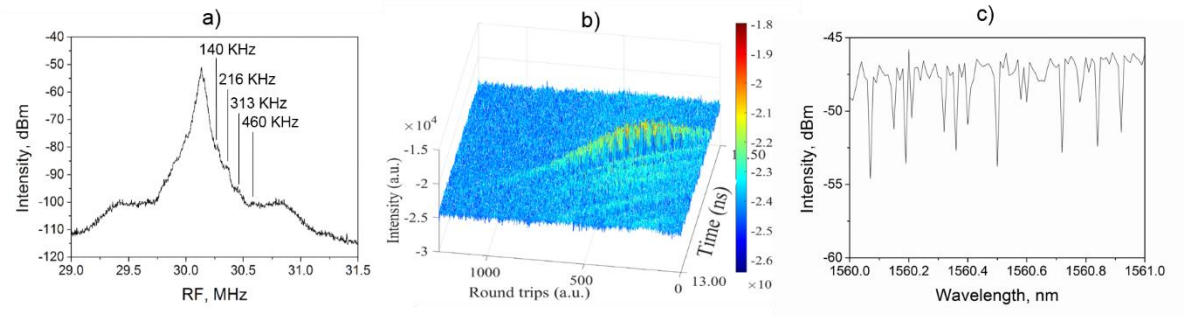 a)
-40
-50
-60
-70
-80
-90
-100
-110
-120
140 KHz
216 KHz
313 KHz
460 KHz
29.0 29.5 30.0 30.5 31.0 31.5
Intensity, dBm
RF, MHz
b)
×10⁴
-1.5
-2
-2.5
-3
Intensity (a.u.)
1000 500 0
Round trips (a.u.)
13.00
Time (ns)
-1.8
-1.9
-2
-2.1
-2.2
-2.3
-2.4
-2.5
-2.6
×10
c)
-45
-50
-55
-60
Intensity, dBm
1560.0 1560.2 1560.4 1560.6 1560.8 1561.0
Wavelength, nm